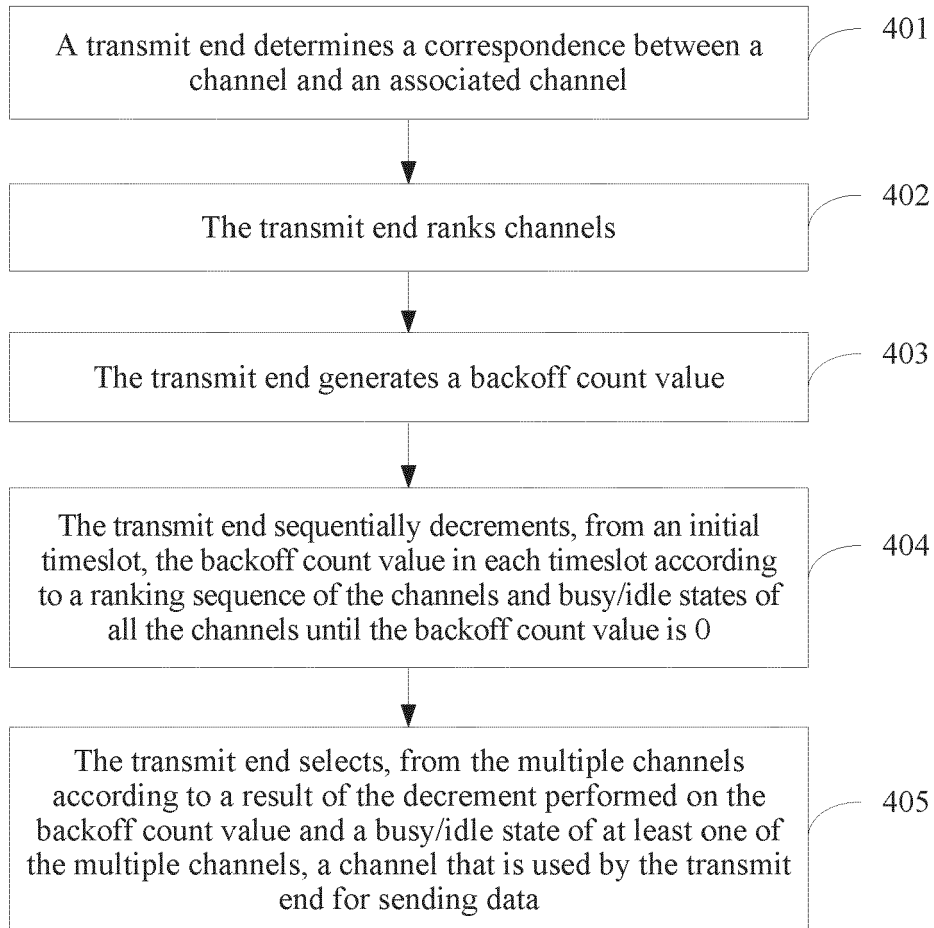 A transmit end determines a correspondence between a
channel and an associated channel
401
The transmit end ranks channels
402
The transmit end generates a backoff count value
403
The transmit end sequentially decrements, from an initial
timeslot, the backoff count value in each timeslot according
to a ranking sequence of the channels and busy/idle states of
all the channels until the backoff count value is 0
404
The transmit end selects, from the multiple channels
according to a result of the decrement performed on the
backoff count value and a busy/idle state of at least one of
the multiple channels, a channel that is used by the transmit
end for sending data
405